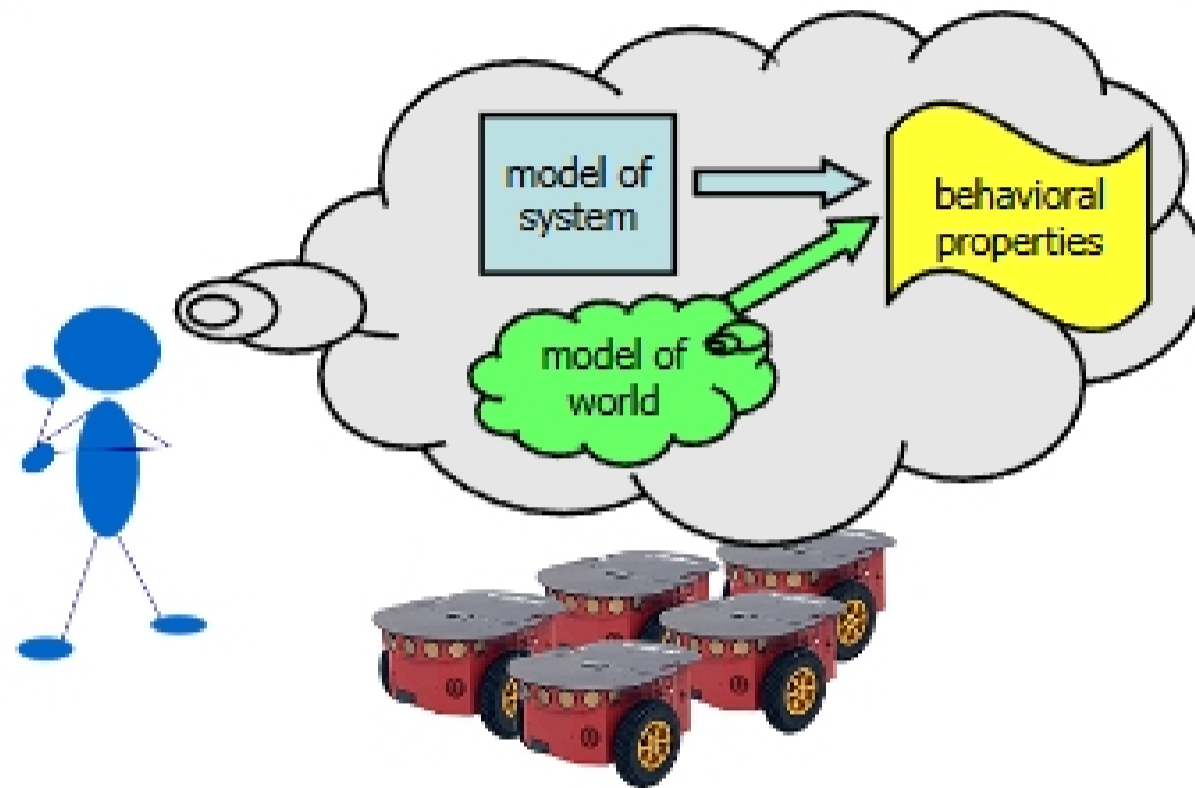 model of
system
behavioral
properties
model of
world